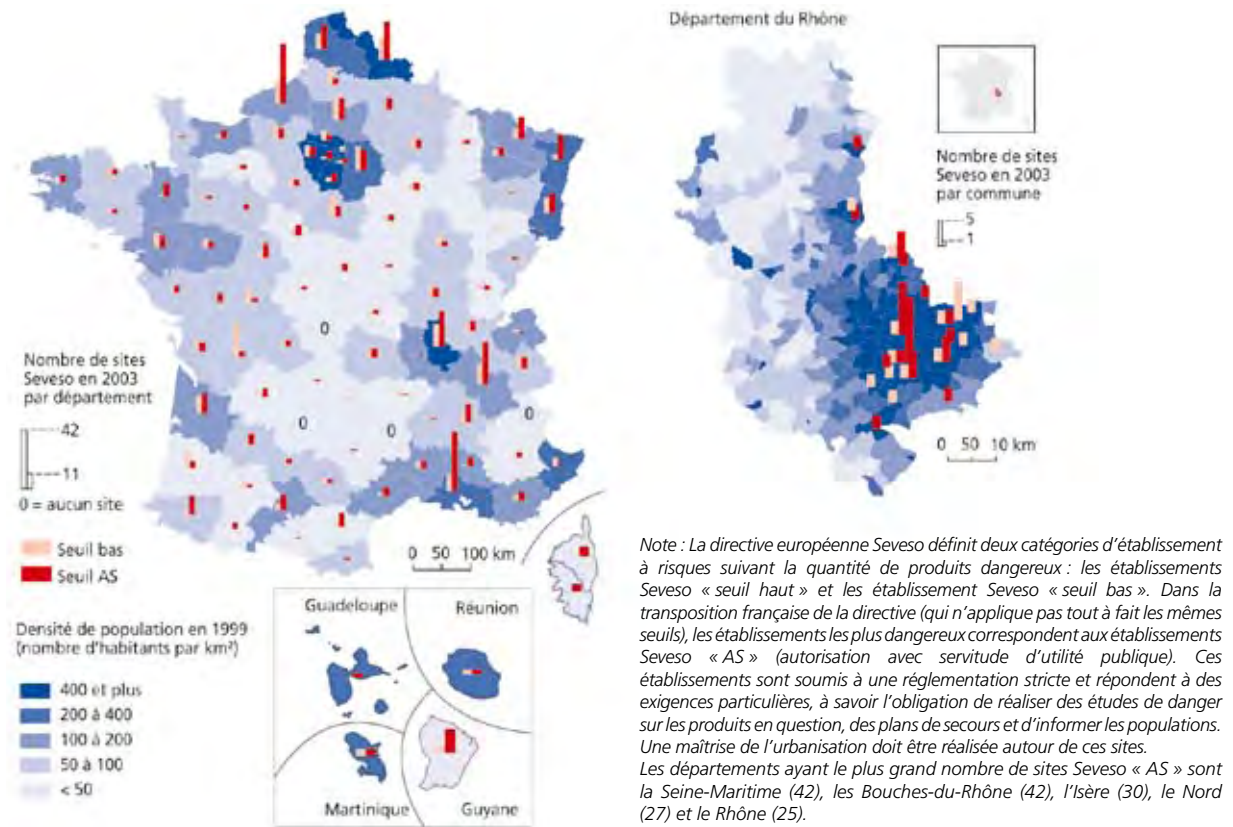 Département du Rhône
Nombre de sites
Seveso en 2003
par commune
5
1
0 50 10 km
0
0
0
0
Nombre de sites
Seveso en 2003
par département
42
11
0 = aucun site
Seuil bas
Seuil AS
0 50 100 km
Densité de population en 1999
(nombre d'habitants par km²)
400 et plus
200 à 400
100 à 200
50 à 100
< 50
Guadeloupe
Réunion
Martinique
Guyane
Note : La directive européenne Seveso définit deux catégories d'établissement
à risques suivant la quantité de produits dangereux : les établissements
Seveso « seuil haut » et les établissement Seveso « seuil bas ». Dans la
transposition française de la directive (qui n'applique pas tout à fait les mêmes
seuils), les établissements les plus dangereux correspondent aux établissements
Seveso « AS » (autorisation avec servitude d'utilité publique). Ces
établissements sont soumis à une réglementation stricte et répondent à des
exigences particulières, à savoir l'obligation de réaliser des études de danger
sur les produits en question, des plans de secours et d'informer les populations.
Une maîtrise de l'urbanisation doit être réalisée autour de ces sites.
Les départements ayant le plus grand nombre de sites Seveso « AS » sont
la Seine-Maritime (42), les Bouches-du-Rhône (42), l'Isère (30), le Nord
(27) et le Rhône (25).